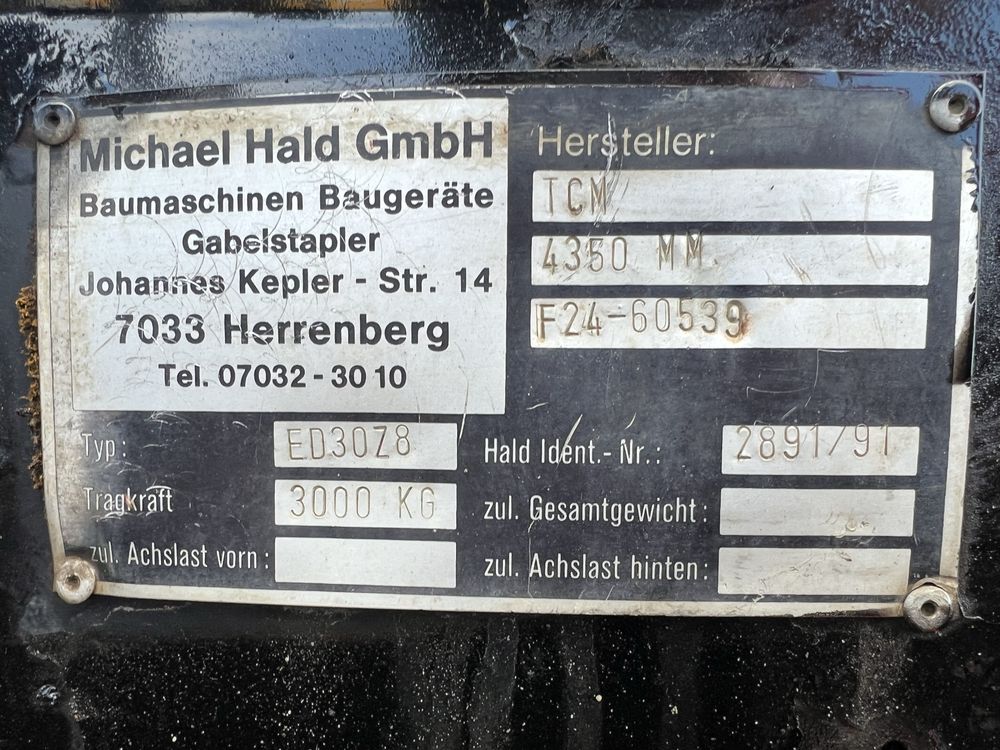 Michael Hald GmbH
Baumaschinen Baugeräte
Gabelstapler
Johannes Kepler - Str. 14
7033 Herrenberg
Tel. 07032 - 30 10
Hersteller:
TCM
4350 MM.
F24-60539
Typ: ED30Z8
Tragkraft 3000 KG
zul. Achslast vorn:
Hald Ident.- Nr.: 2891/91
zul. Gesamtgewicht:
zul. Achslast hinten: